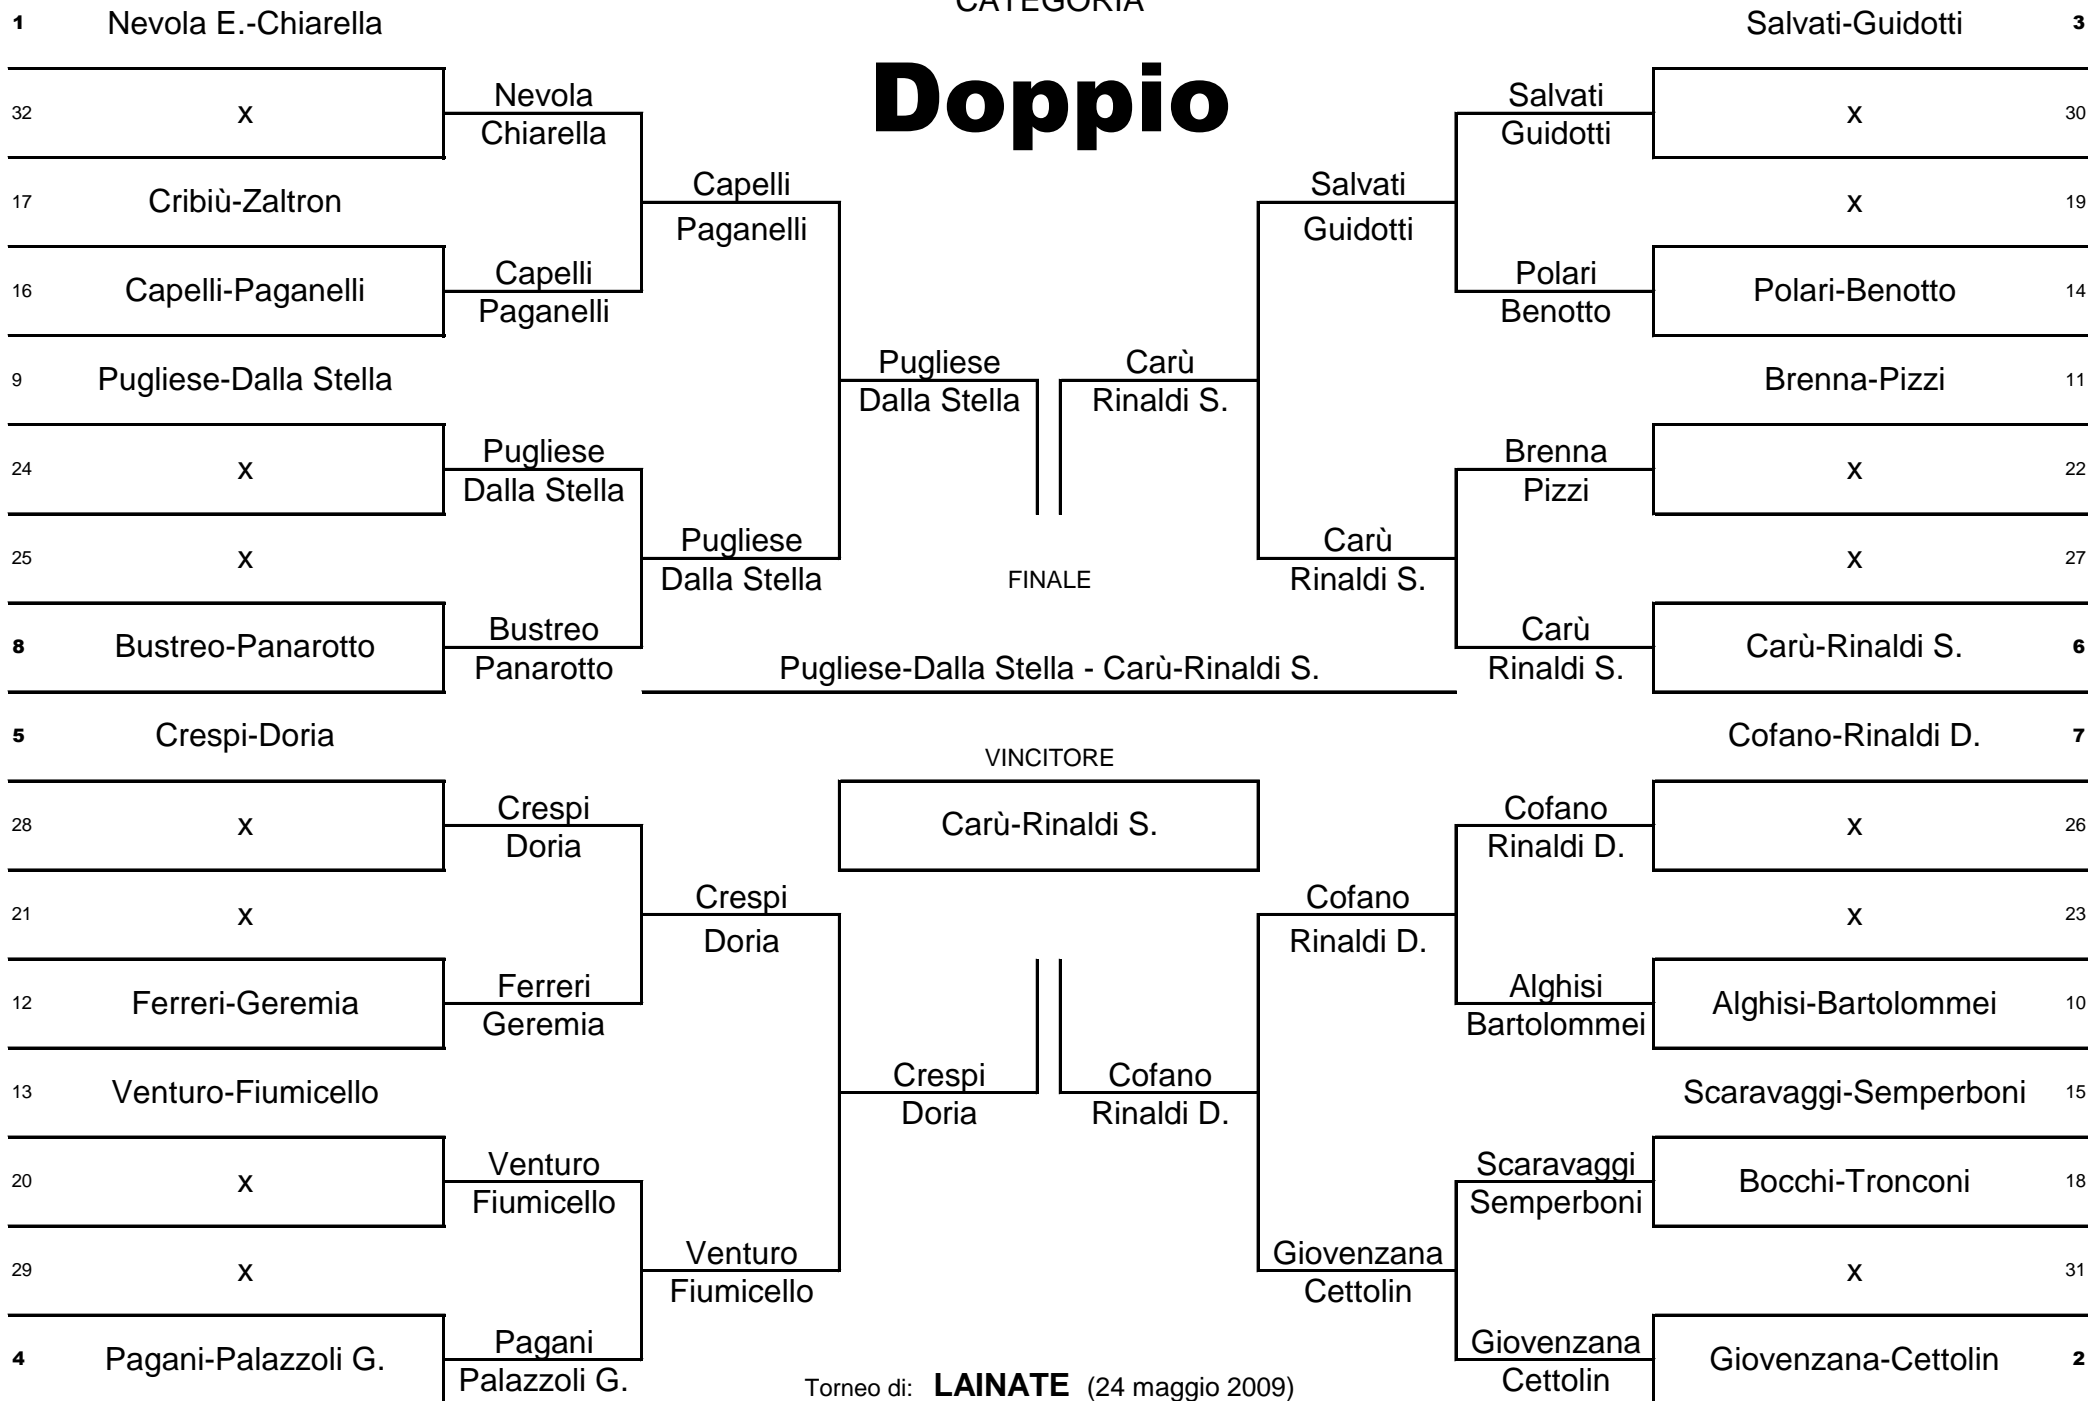 CATEGORIA
1 Nevola E.-Chiarella
Salvati-Guidotti 3
Doppio
32 x
Nevola
Chiarella
Salvati
Guidotti
x 30
17 Cribiù-Zaltron
Capelli
Paganelli
Salvati
Guidotti
x 19
16 Capelli-Paganelli
Capelli
Paganelli
Polari
Benotto
Polari-Benotto 14
9 Pugliese-Dalla Stella
Pugliese
Dalla Stella
Carù
Rinaldi S.
Brenna-Pizzi 11
24 x
Pugliese
Dalla Stella
Brenna
Pizzi
x 22
25 x
Pugliese
Dalla Stella
FINALE
Carù
Rinaldi S.
x 27
8 Bustreo-Panarotto
Bustreo
Panarotto
Pugliese-Dalla Stella - Carù-Rinaldi S.
Carù
Rinaldi S.
Carù-Rinaldi S. 6
5 Crespi-Doria
VINCITORE
Cofano-Rinaldi D. 7
28 x
Crespi
Doria
Carù-Rinaldi S.
Cofano
Rinaldi D.
x 26
21 x
Crespi
Doria
Cofano
Rinaldi D.
x 23
12 Ferreri-Geremia
Ferreri
Geremia
Alghisi
Bartolommei
Alghisi-Bartolommei 10
13 Venturo-Fiumicello
Crespi
Doria
Cofano
Rinaldi D.
Scaravaggi-Semperboni 15
20 x
Venturo
Fiumicello
Scaravaggi
Semperboni
Bocchi-Tronconi 18
29 x
Venturo
Fiumicello
Giovenzana
Cettolin
x 31
4 Pagani-Palazzoli G.
Pagani
Palazzoli G.
Giovenzana
Cettolin
Giovenzana-Cettolin 2
Torneo di: LAINATE (24 maggio 2009)